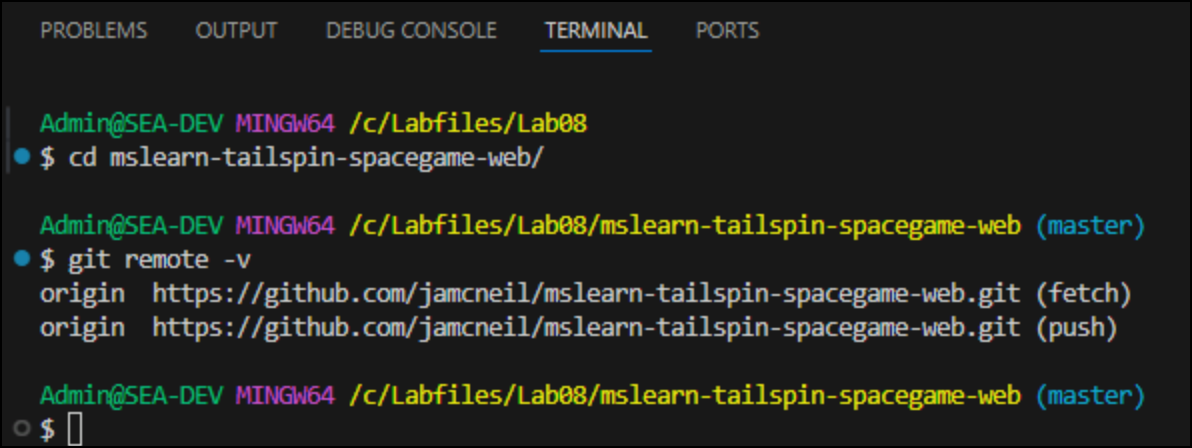 PROBLEMS OUTPUT DEBUG CONSOLE TERMINAL PORTS
Admin@SEA-DEV MINGW64 /c/Labfiles/Lab08
$ cd mslearn-tailspin-spacegame-web/
Admin@SEA-DEV MINGW64 /c/Labfiles/Lab08/mslearn-tailspin-spacegame-web (master)
$ git remote -v
origin  https://github.com/jamcneil/mslearn-tailspin-spacegame-web.git (fetch)
origin  https://github.com/jamcneil/mslearn-tailspin-spacegame-web.git (push)
Admin@SEA-DEV MINGW64 /c/Labfiles/Lab08/mslearn-tailspin-spacegame-web (master)
$